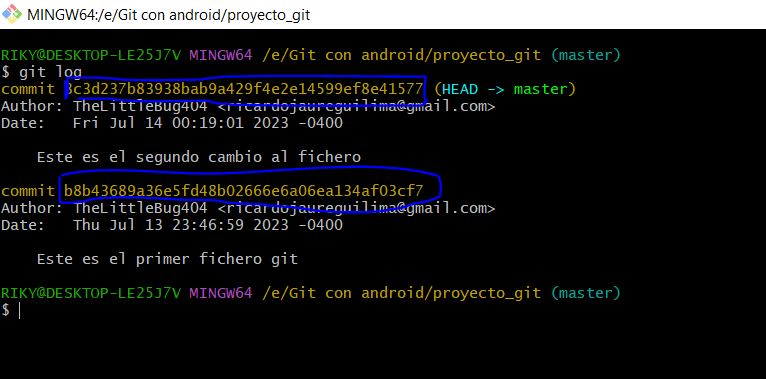 MINGW64:/e/Git con android/proyecto_git
RIKY@DESKTOP-LE25J7V MINGW64 /e/Git con android/proyecto_git (master)
$ git log
commit 3c3d237b83938bab9a429f4e2e14599ef8e41577 (HEAD -> master)
Author: TheLittleBug404 <ricardojaureguilima@gmail.com>
Date:   Fri Jul 14 00:19:01 2023 -0400
Este es el segundo cambio al fichero
commit b8b43689a36e5fd48b02666e6a06ea134af03cf7
Author: TheLittleBug404 <ricardojaureguilima@gmail.com>
Date:   Thu Jul 13 23:46:59 2023 -0400
Este es el primer fichero git
RIKY@DESKTOP-LE25J7V MINGW64 /e/Git con android/proyecto_git (master)
$